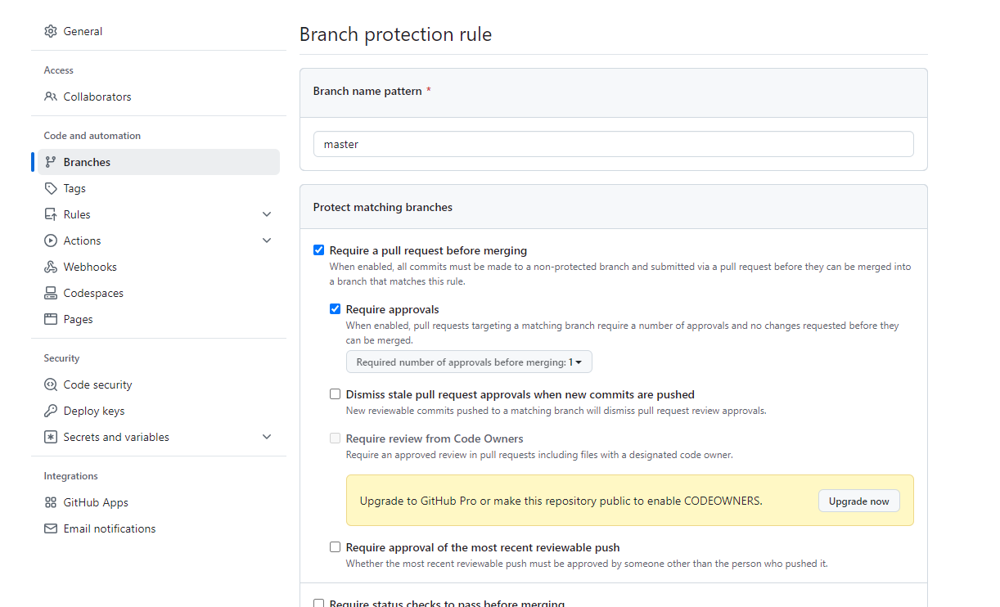 General
Access
Collaborators
Code and automation
Branches
Tags
Rules
Actions
Webhooks
Codespaces
Pages
Security
Code security
Deploy keys
Secrets and variables
Integrations
GitHub Apps
Email notifications
Branch protection rule
Branch name pattern *
master
Protect matching branches
Require a pull request before merging
When enabled, all commits must be made to a non-protected branch and submitted via a pull request before they can be merged into
a branch that matches this rule.
Require approvals
When enabled, pull requests targeting a matching branch require a number of approvals and no changes requested before they
can be merged.
Required number of approvals before merging: 1
Dismiss stale pull request approvals when new commits are pushed
New reviewable commits pushed to a matching branch will dismiss pull request review approvals.
Require review from Code Owners
Require an approved review in pull requests including files with a designated code owner.
Upgrade to GitHub Pro or make this repository public to enable CODEOWNERS.
Upgrade now
Require approval of the most recent reviewable push
Whether the most recent reviewable push must be approved by someone other than the person who pushed it.
Require status checks to pass before merging